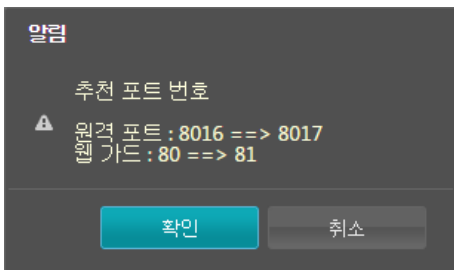 알림
추천 포트 번호
원격 포트 : 8016 ==> 8017
웹 가드 : 80 ==> 81
확인
취소